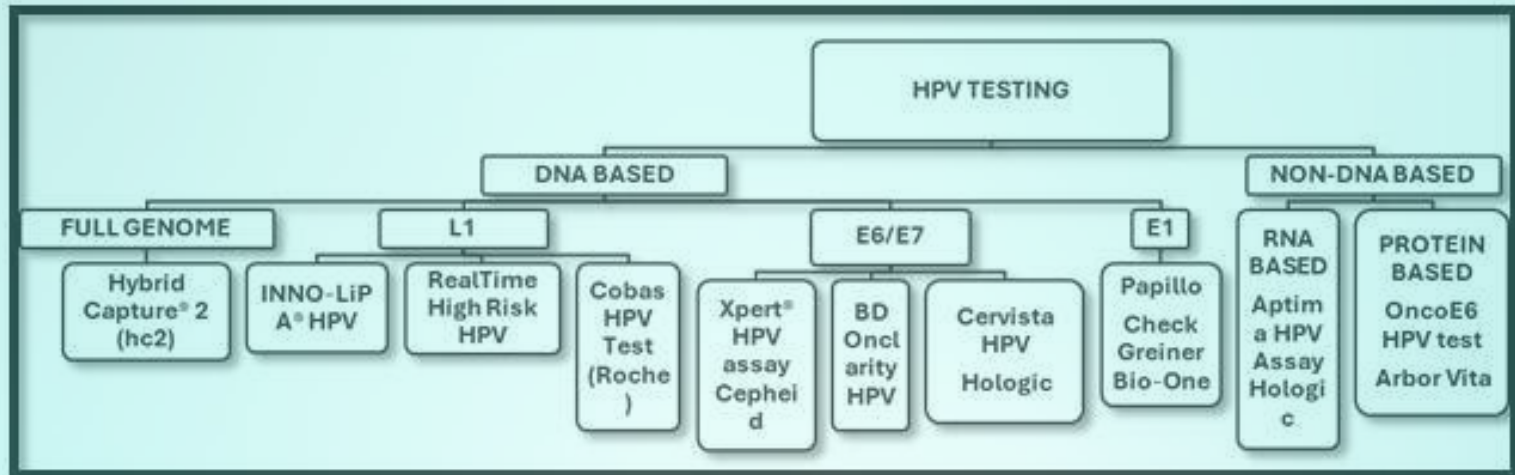 HPV TESTING
DNA BASED
NON-DNA BASED
FULL GENOME
L1
E6/E7
E1
Hybrid
Capture® 2
(hc2)
INNO-LiP
A® HPV
RealTime
High Risk
HPV
Cobas
HPV
Test
(Roche
)
Xpert®
HPV
assay
Cephei
d
BD
Oncl
arity
HPV
Cervista
HPV
Hologic
Papillo
Check
Greiner
Bio-One
RNA
BASED
Aptim
a HPV
Assay
Hologi
c
PROTEIN
BASED
OncoE6
HPV test
Arbor Vita